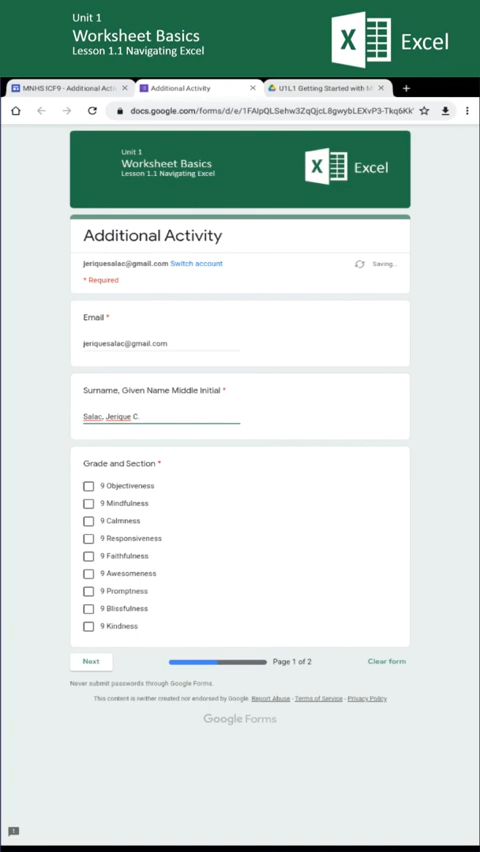 Unit 1
Worksheet Basics
Lesson 1.1 Navigating Excel
X Excel
MNHS ICF9 - Additional Acti
Additional Activity
U1L1 Getting Started with M
docs.google.com/forms/d/e/1FAIpQLSehw3ZqQjcL8gwybLEXvP3-Tkq6Kk
Unit 1
Worksheet Basics
Lesson 1.1 Navigating Excel
X Excel
Additional Activity
jeriquesalac@gmail.com Switch account
Saving...
* Required
Email *
jeriquesalac@gmail.com
Surname, Given Name Middle Initial *
Salac, Jerique C.
Grade and Section *
9 Objectiveness
9 Mindfulness
9 Calmness
9 Responsiveness
9 Faithfulness
9 Awesomeness
9 Promptness
9 Blissfulness
9 Kindness
Next
Page 1 of 2
Clear form
Never submit passwords through Google Forms.
This content is neither created nor endorsed by Google. Report Abuse - Terms of Service - Privacy Policy
Google Forms